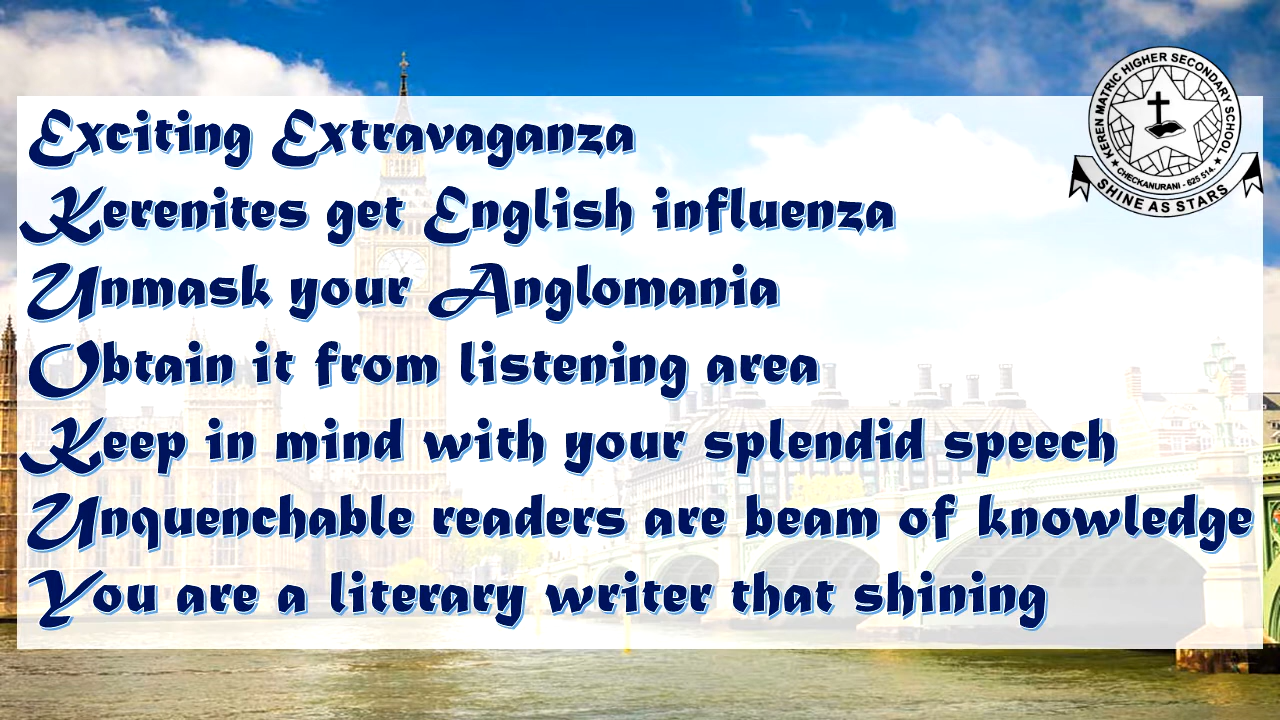 Exciting Extravaganza
Kerenites get English influenza
Unmask your Anglomania
Obtain it from listening area
Keep in mind with your splendid speech
Unquenchable readers are beam of knowledge
You are a literary writer that shining
KEREN MATRIC HIGHER SECONDARY SCHOOL
★ CHECKANURANI - 625 514. ★
SHINE AS STARS